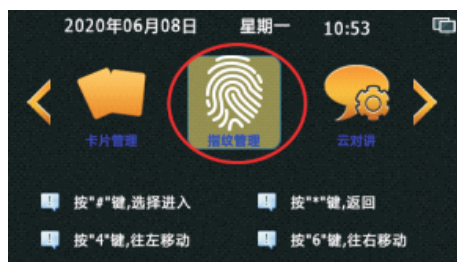 2020年06月08日 星期一 10:53
卡片管理 指纹管理 云对讲
按"#"键,选择进入 按"*"键,返回
按"4"键,往左移动 按"6"键,往右移动